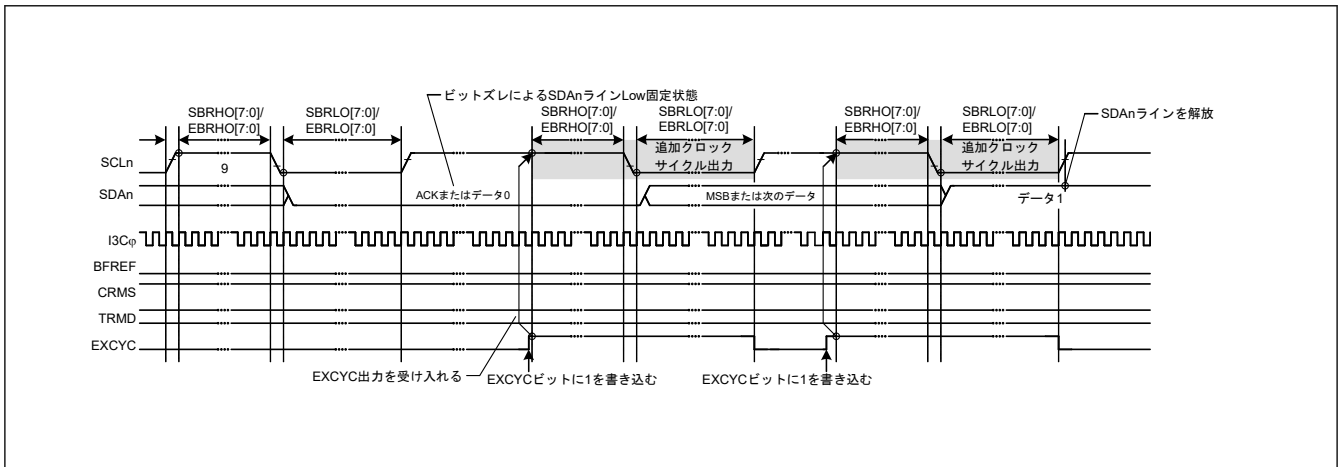 ビットズレによるSDAnラインLow固定状態
SBRHO[7:0]/
EBRHO[7:0]
SBRLO[7:0]/
EBRLO[7:0]
SBRHO[7:0]/
EBRHO[7:0]
SBRLO[7:0]/
EBRLO[7:0]
SBRHO[7:0]/
EBRHO[7:0]
SBRLO[7:0]/
EBRLO[7:0]
SDAnラインを解放
SCLn
9
追加クロック
サイクル出力
追加クロック
サイクル出力
SDAn
ACKまたはデータ0
MSBまたは次のデータ
データ1
I3Cφ
BFREF
CRMS
TRMD
EXCYC
EXCYC出力を受け入れる
EXCYCビットに1を書き込む
EXCYCビットに1を書き込む